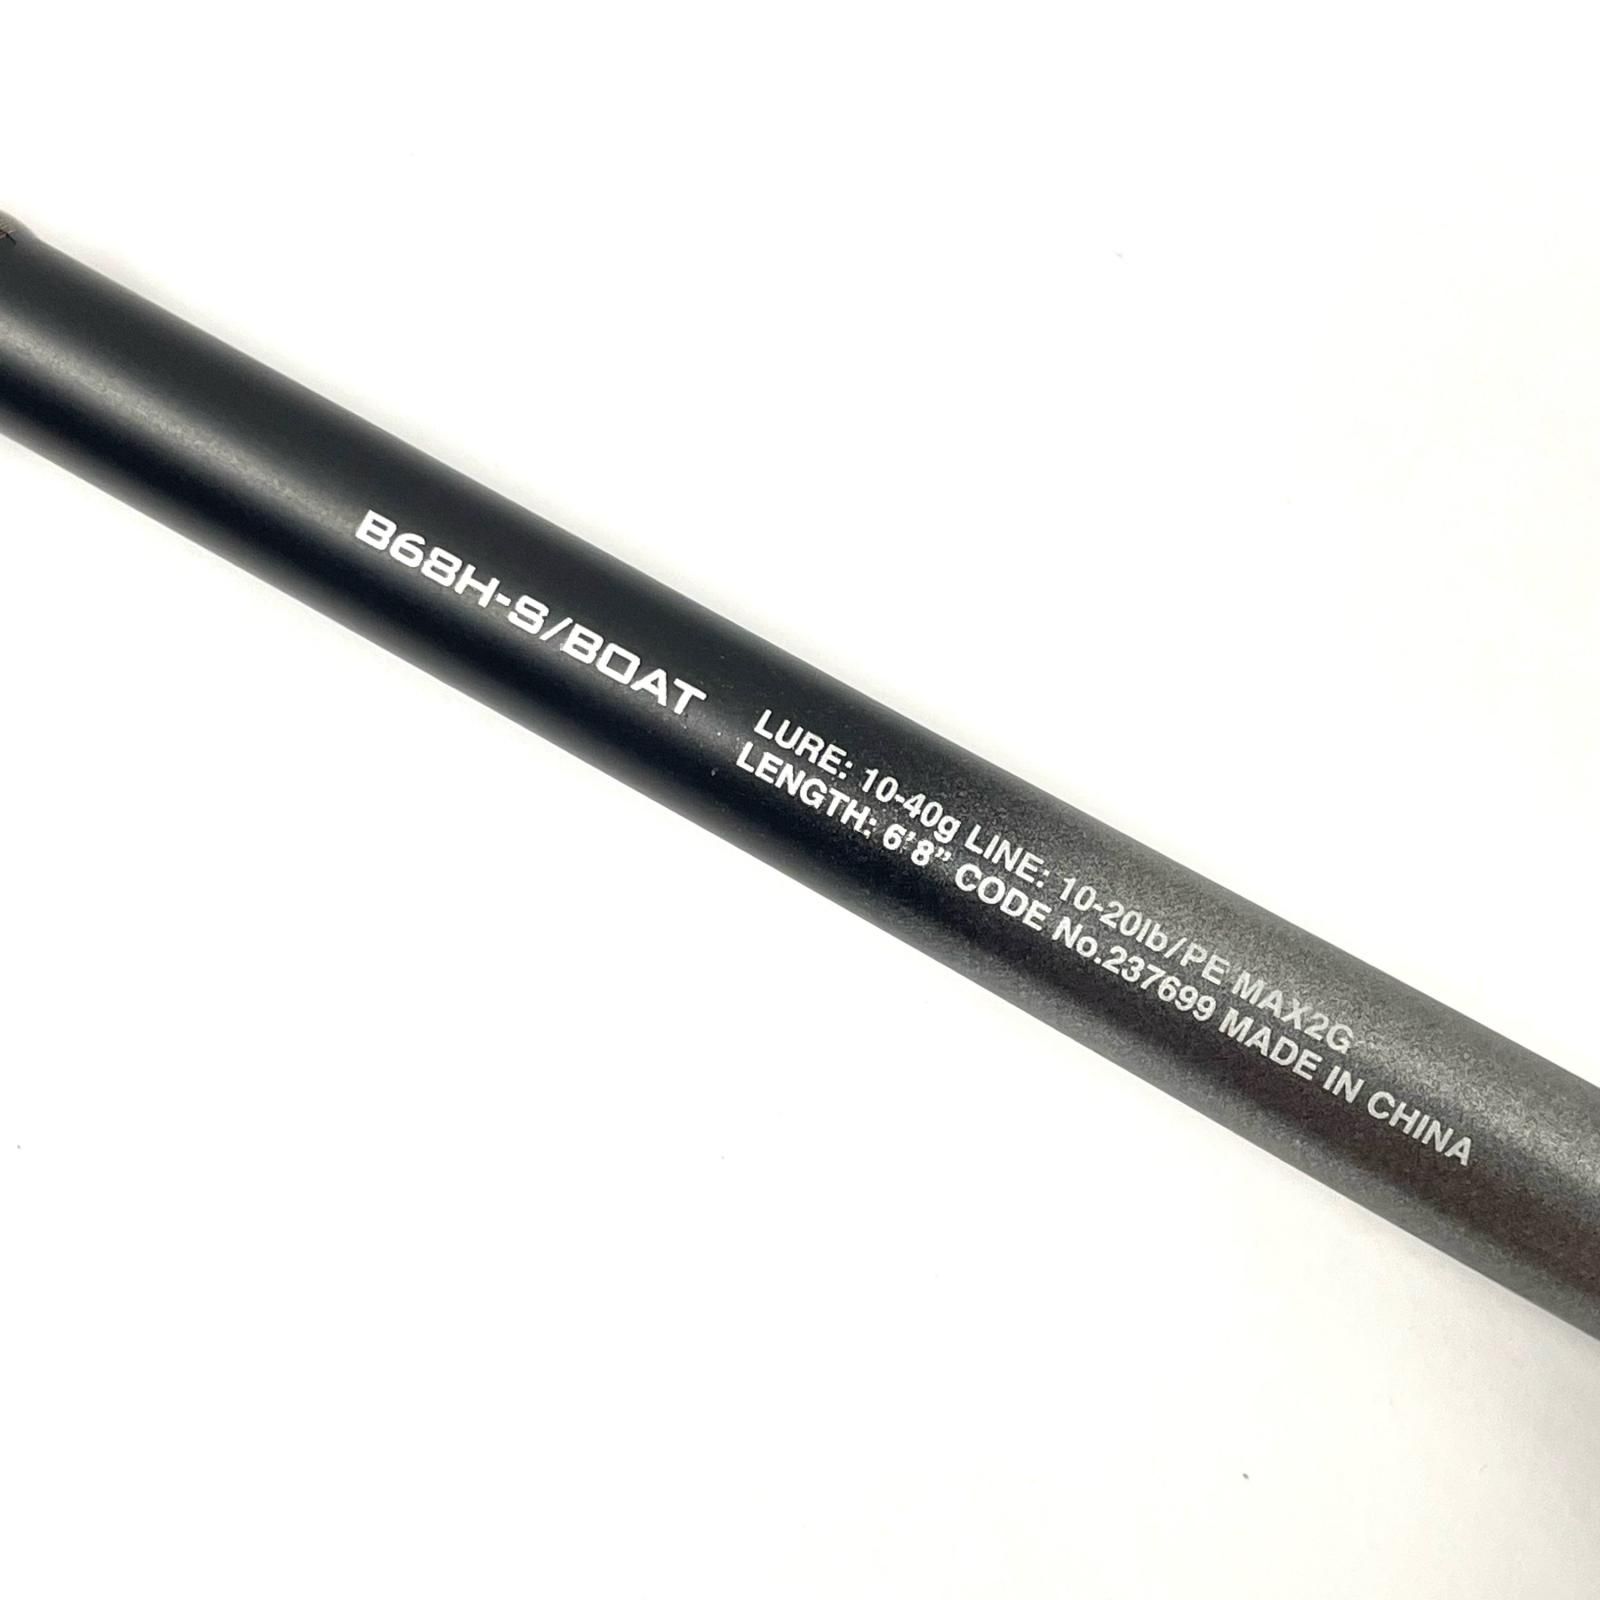 B68H-S/BOAT
LURE: 10-40g LINE: 10-20lb/PE MAX2G
LENGTH: 6'8” CODE No.237699 MADE IN CHINA